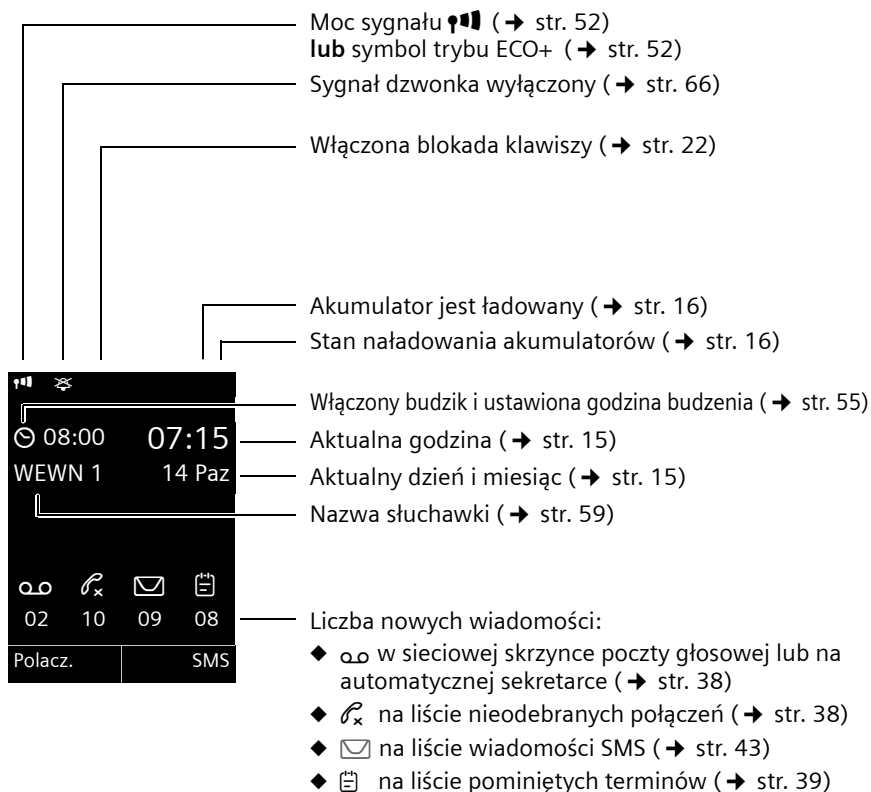 Moc sygnału (➔ str. 52)
lub symbol trybu ECO+ (➔ str. 52)
Sygnał dzwonka wyłączony (➔ str. 66)
Włączona blokada klawiszy (➔ str. 22)
Akumulator jest ładowany (➔ str. 16)
Stan naładowania akumulatorów (➔ str. 16)
Włączony budzik i ustawiona godzina budzenia (➔ str. 55)
08:00 07:15
Aktualna godzina (➔ str. 15)
WEWN 1 14 Paz
Aktualny dzień i miesiąc (➔ str. 15)
Nazwa słuchawki (➔ str. 59)
02 10 09 08
Polacz. SMS
Liczba nowych wiadomości:
◆ w sieciowej skrzynce poczty głosowej lub na
automatycznej sekretarce (➔ str. 38)
◆ na liście nieodebranych połączeń (➔ str. 38)
◆ na liście wiadomości SMS (➔ str. 43)
◆ na liście pominiętych terminów (➔ str. 39)